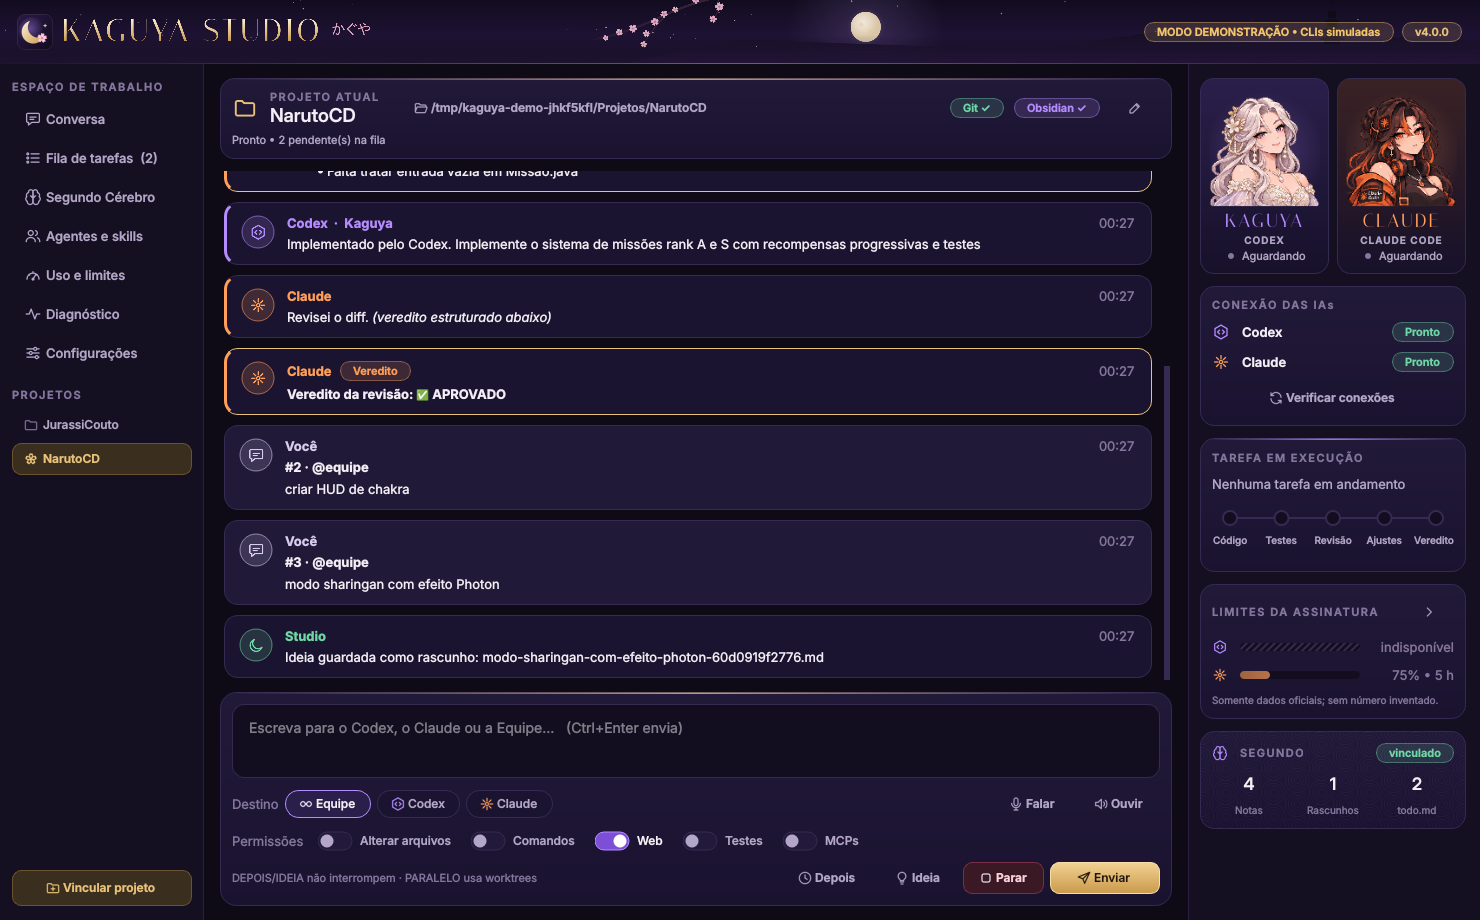 KAGUYA STUDIO かぐや
MODO DEMONSTRAÇÃO • CLIs simuladas
v4.0.0
ESPAÇO DE TRABALHO
Conversa
Fila de tarefas (2)
Segundo Cérebro
Agentes e skills
Uso e limites
Diagnóstico
Configurações
PROJETOS
JurassiCouto
NarutoCD
Vincular projeto
PROJETO ATUAL
NarutoCD
/tmp/kaguya-demo-jhkf5kfl/Projetos/NarutoCD
Git ✓
Obsidian ✓
Pronto • 2 pendente(s) na fila
• Falta tratar entrada vazia em Missao.java
Codex · Kaguya
00:27
Implementado pelo Codex. Implemente o sistema de missões rank A e S com recompensas progressivas e testes
Claude
00:27
Revisei o diff. (veredito estruturado abaixo)
Claude
Veredito
00:27
Veredito da revisão: ✅ APROVADO
Você
00:27
#2 · @equipe
criar HUD de chakra
Você
00:27
#3 · @equipe
modo sharingan com efeito Photon
Studio
00:27
Ideia guardada como rascunho: modo-sharingan-com-efeito-photon-60d0919f2776.md
Escreva para o Codex, o Claude ou a Equipe... (Ctrl+Enter envia)
Destino
Equipe
Codex
Claude
Falar
Ouvir
Permissões
Alterar arquivos
Comandos
Web
Testes
MCPs
DEPOIS/IDEIA não interrompem · PARALELO usa worktrees
Depois
Ideia
Parar
Enviar
KAGUYA
CODEX
Aguardando
CLAUDE
CLAUDE CODE
Aguardando
CONEXÃO DAS IAs
Codex
Pronto
Claude
Pronto
Verificar conexões
TAREFA EM EXECUÇÃO
Nenhuma tarefa em andamento
Código
Testes
Revisão
Ajustes
Veredito
LIMITES DA ASSINATURA
indisponível
75% • 5 h
Somente dados oficiais; sem número inventado.
SEGUNDO
vinculado
4
1
2
Notas
Rascunhos
todo.md